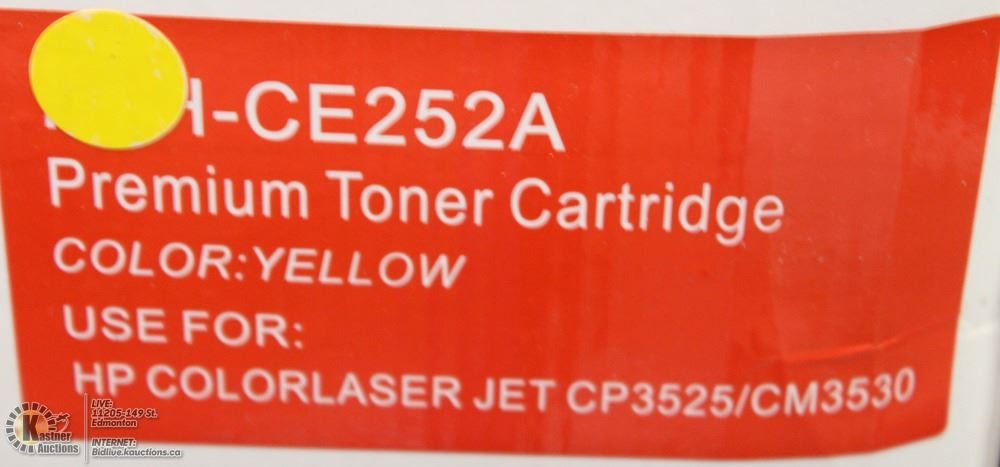 H-CE252A
Premium Toner Cartridge
COLOR:YELLOW
USE FOR:
HP COLORLASER JET CP3525/CM3530
Kastner
Auctions
LIVE:
11205-149 St.
Edmonton
INTERNET:
Bidlive.kauctions.ca